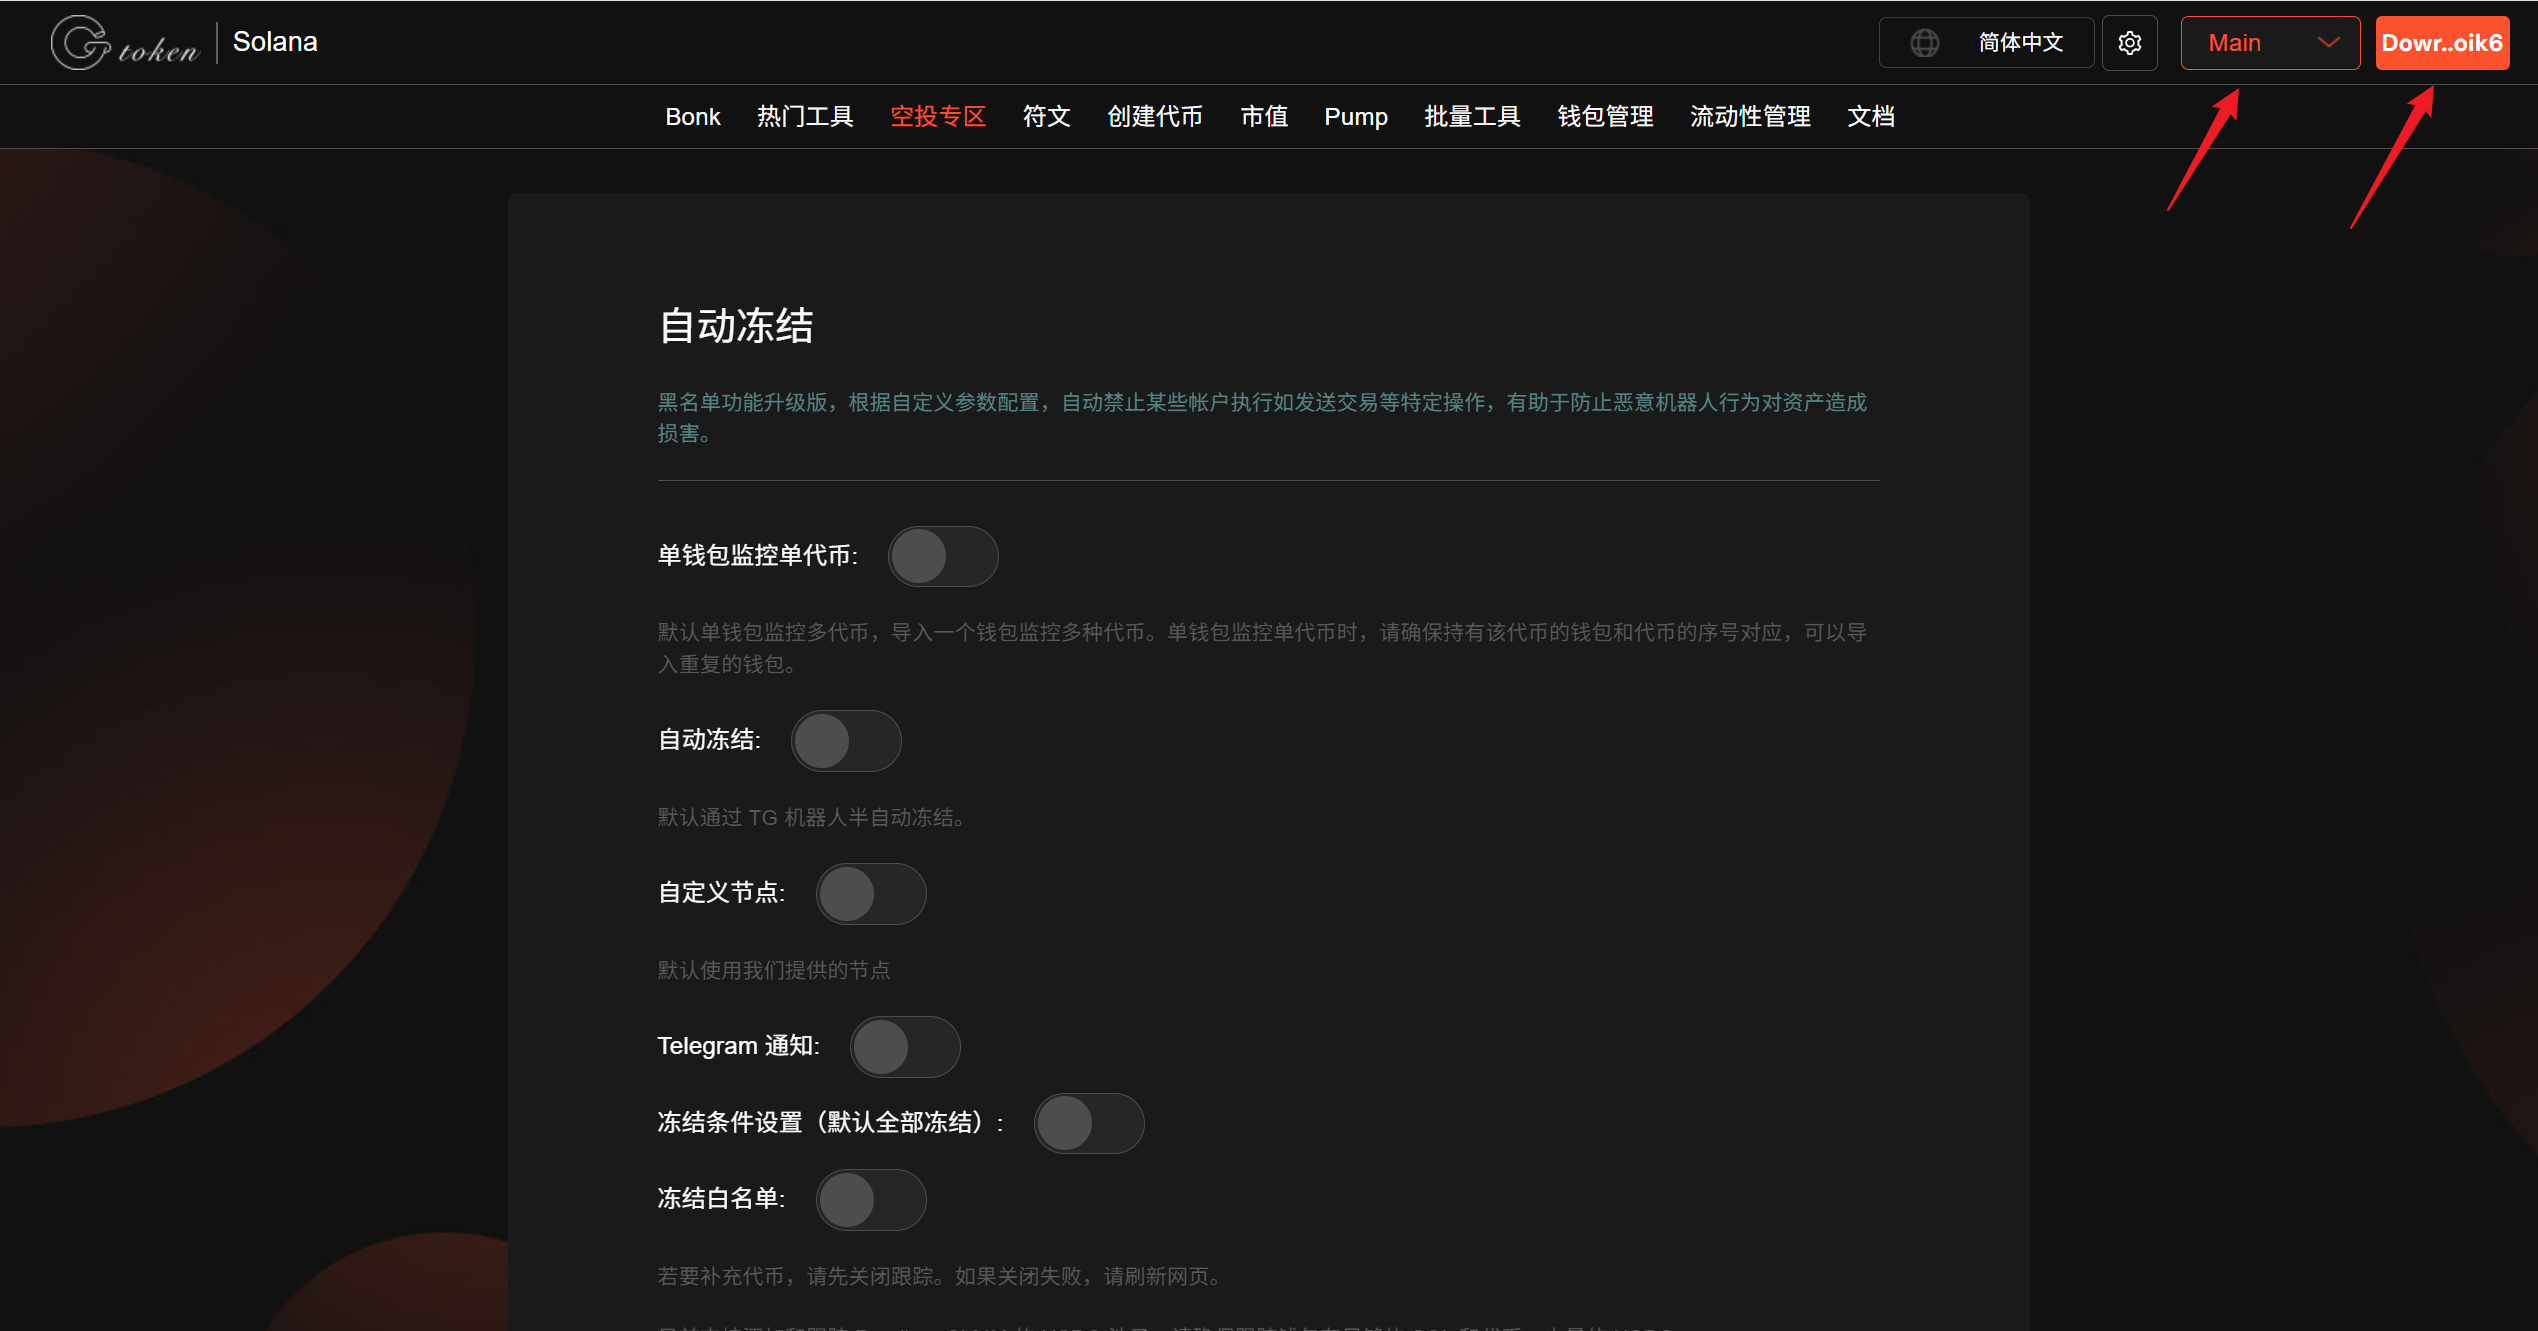 Gtoken
Solana
简体中文
Main
Dowr..oik6
Bonk 热门工具 空投专区 符文 创建代币 市值 Pump 批量工具 钱包管理 流动性管理 文档
自动冻结
黑名单功能升级版，根据自定义参数配置，自动禁止某些帐户执行如发送交易等特定操作，有助于防止恶意机器人行为对资产造成
损害。
单钱包监控单代币:
默认单钱包监控多代币，导入一个钱包监控多种代币。单钱包监控单代币时，请确保持有该代币的钱包和代币的序号对应，可以导
入重复的钱包。
自动冻结:
默认通过 TG 机器人半自动冻结。
自定义节点:
默认使用我们提供的节点
Telegram 通知:
冻结条件设置（默认全部冻结）:
冻结白名单:
若要补充代币，请先关闭跟踪。如果关闭失败，请刷新网页。